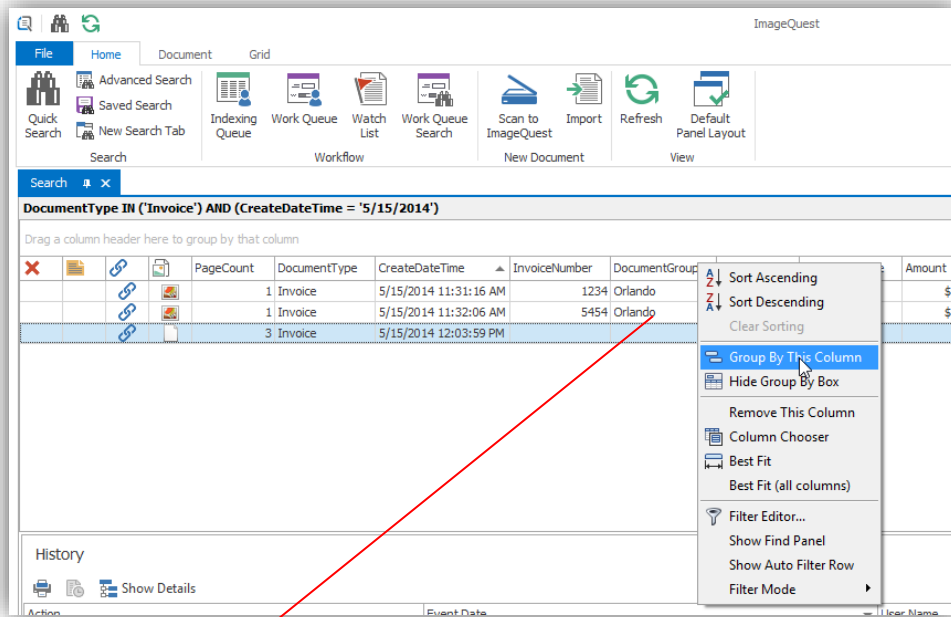 ImageQuest
File Home Document Grid
Quick Search
Advanced Search
Saved Search
New Search Tab
Indexing Queue
Work Queue
Watch List
Work Queue Search
Scan to ImageQuest
Import
Refresh
Default Panel Layout
Search Workflow New Document View
Search
DocumentType IN ('Invoice') AND (CreateDateTime = '5/15/2014')
Drag a column header here to group by that column
PageCount DocumentType CreateDateTime InvoiceNumber DocumentGroup Amount
1 Invoice 5/15/2014 11:31:16 AM 1234 Orlando $
1 Invoice 5/15/2014 11:32:06 AM 5454 Orlando $
3 Invoice 5/15/2014 12:03:59 PM
Sort Ascending
Sort Descending
Clear Sorting
Group By This Column
Hide Group By Box
Remove This Column
Column Chooser
Best Fit
Best Fit (all columns)
Filter Editor...
Show Find Panel
Show Auto Filter Row
Filter Mode
History
Show Details
Action Event Date User Name